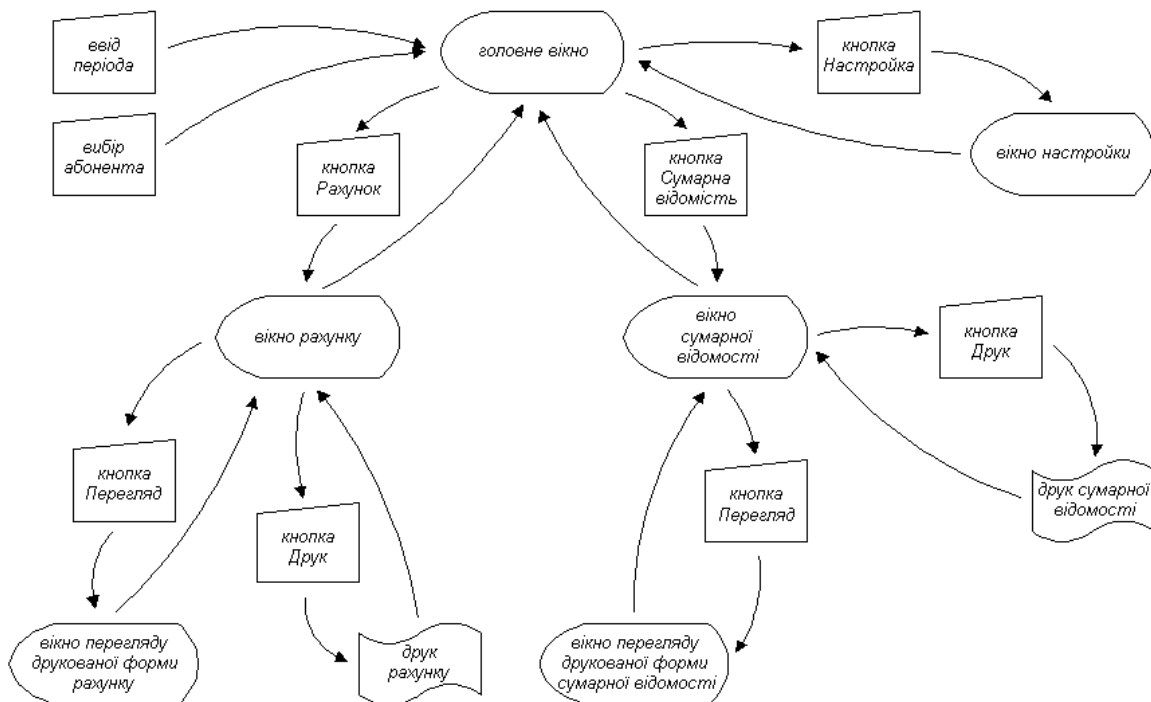 ввід
періода
головне вікно
кнопка
Настройка
вибір
абонента
кнопка
Рахунок
кнопка
Сумарна
відомість
вікно настройки
вікно рахунку
вікно
сумарної
відомості
кнопка
Друк
кнопка
Перегляд
кнопка
Перегляд
друк сумарної
відомості
кнопка
Друк
вікно перегляду
друкованої форми
рахунку
друк
рахунку
вікно перегляду
друкованої форми
сумарної відомості